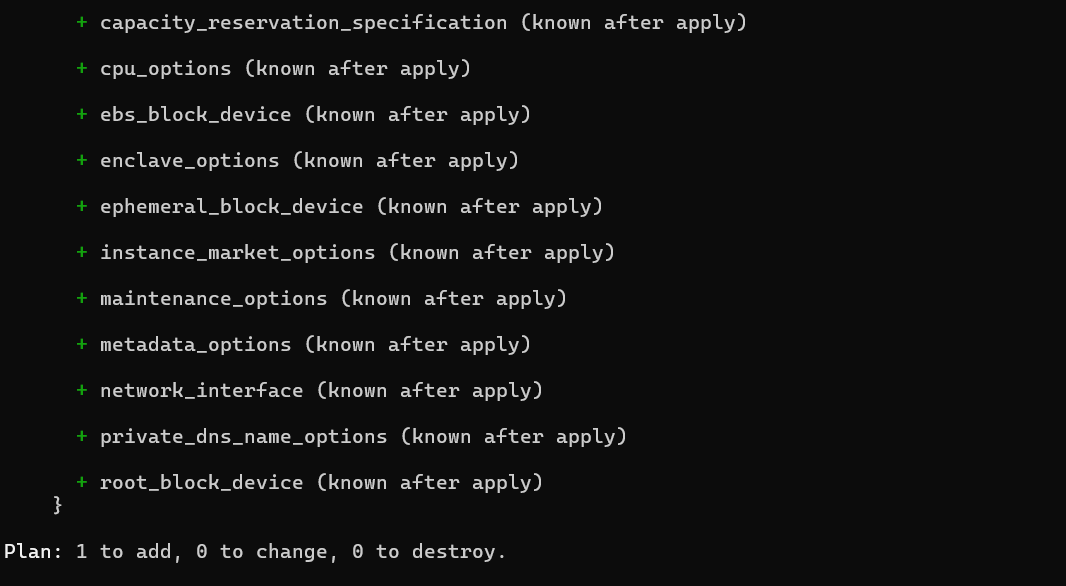 + capacity_reservation_specification (known after apply)
+ cpu_options (known after apply)
+ ebs_block_device (known after apply)
+ enclave_options (known after apply)
+ ephemeral_block_device (known after apply)
+ instance_market_options (known after apply)
+ maintenance_options (known after apply)
+ metadata_options (known after apply)
+ network_interface (known after apply)
+ private_dns_name_options (known after apply)
+ root_block_device (known after apply)
}
Plan: 1 to add, 0 to change, 0 to destroy.